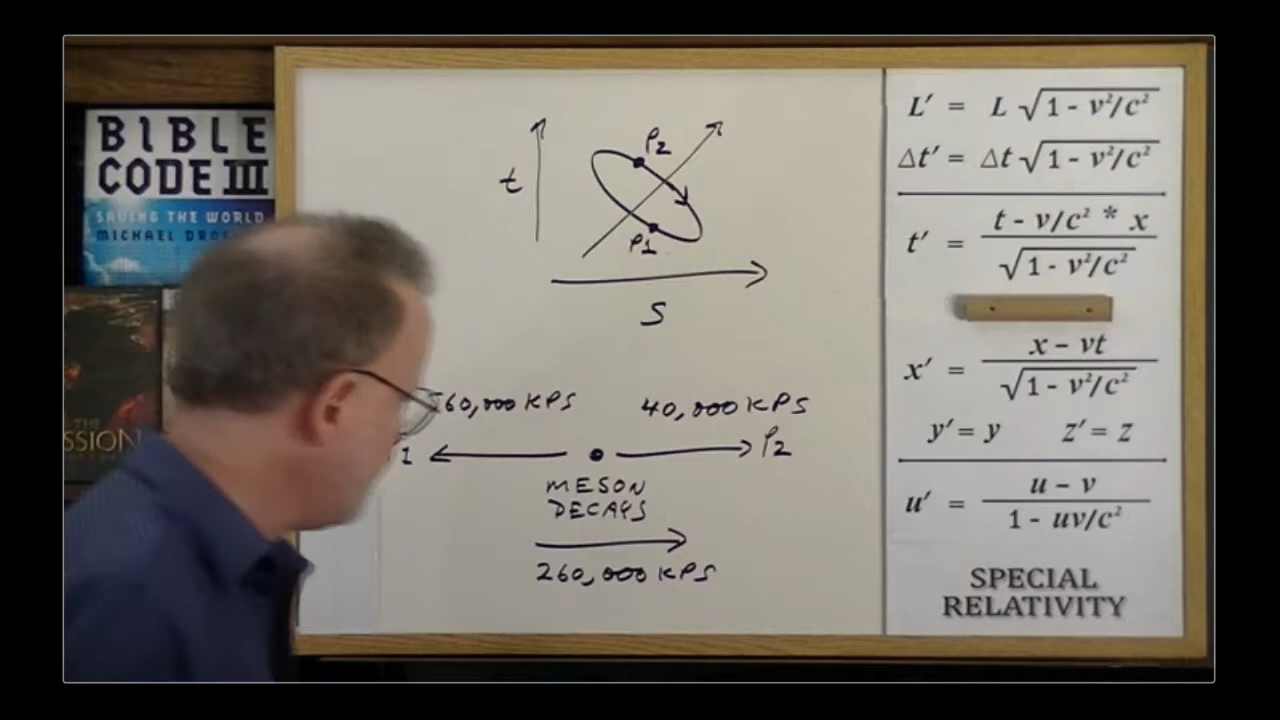 BIBLE
CODE III
SAVING THE WORLD
MICHAEL
THE
t
P2
P1
S
60,000 KPS
40,000 KPS
1
P2
MESON
DECAYS
260,000 KPS
L' = L √1 - v²/c²
Δt' = Δt √1 - v²/c²
t' = t - v/c² * x
√1 - v²/c²
x' = x - vt
√1 - v²/c²
y' = y z' = z
u' = u - v
1 - uv/c²
SPECIAL
RELATIVITY